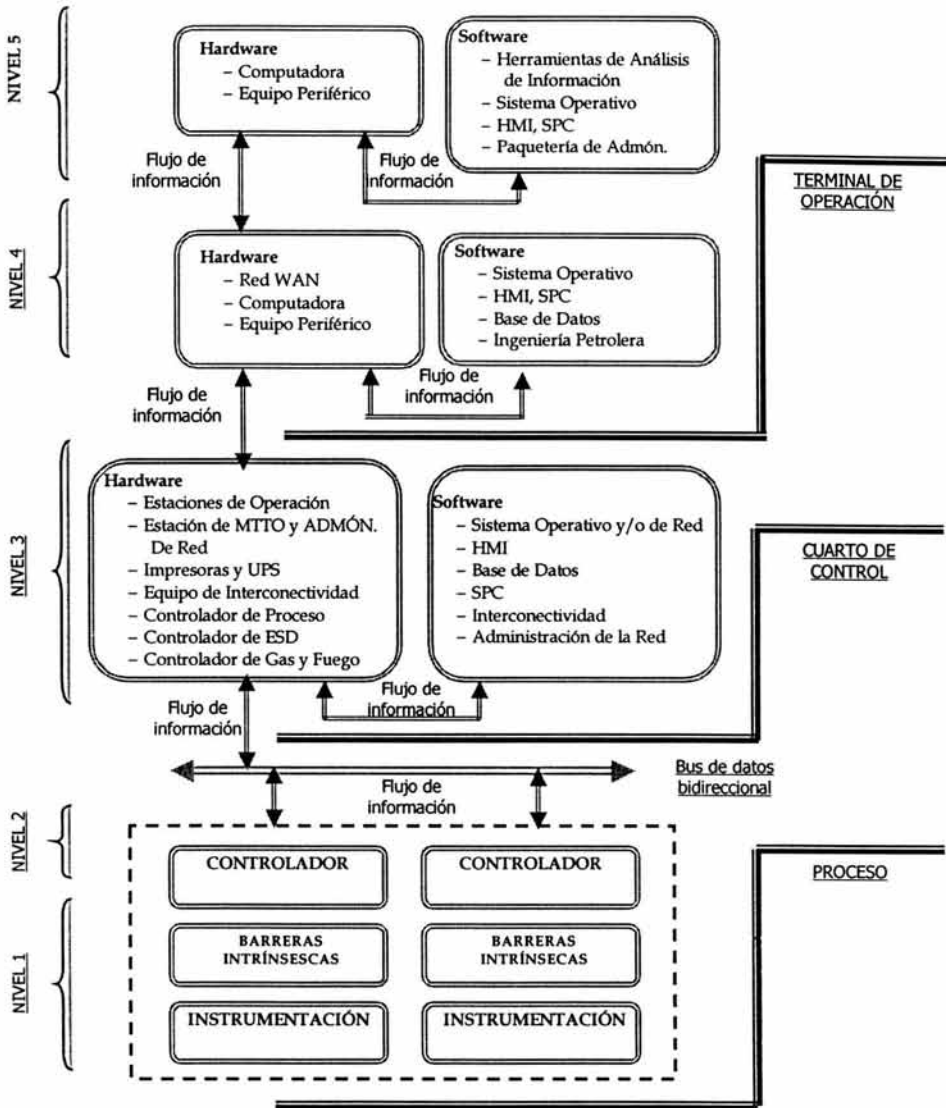 NIVEL 5
Hardware
– Computadora
– Equipo Periférico
Software
– Herramientas de Análisis
de Información
– Sistema Operativo
– HMI, SPC
– Paquetería de Admón.
Flujo de
información
Flujo de
información
TERMINAL DE
OPERACIÓN
NIVEL 4
Hardware
– Red WAN
– Computadora
– Equipo Periférico
Software
– Sistema Operativo
– HMI, SPC
– Base de Datos
– Ingeniería Petrolera
Flujo de
información
Flujo de
información
NIVEL 3
Hardware
– Estaciones de Operación
– Estación de MTTO y ADMÓN.
De Red
– Impresoras y UPS
– Equipo de Interconectividad
– Controlador de Proceso
– Controlador de ESD
– Controlador de Gas y Fuego
Software
– Sistema Operativo y/o de Red
– HMI
– Base de Datos
– SPC
– Interconectividad
– Administración de la Red
CUARTO DE
CONTROL
Flujo de
información
Flujo de
información
Bus de datos
bidireccional
Flujo de
información
NIVEL 2
CONTROLADOR
CONTROLADOR
PROCESO
NIVEL 1
BARRERAS
INTRÍNSESCAS
BARRERAS
INTRÍNSECAS
INSTRUMENTACIÓN
INSTRUMENTACIÓN